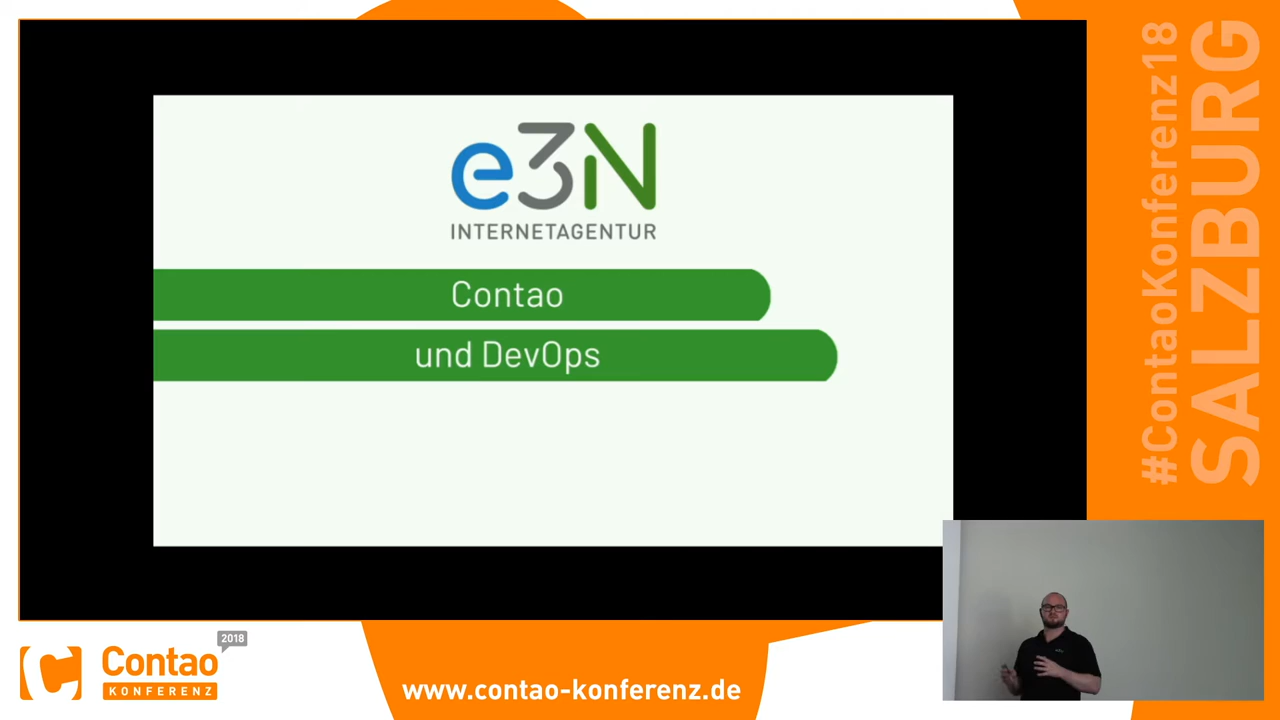 e3N
INTERNETAGENTUR
Contao
und DevOps
#ContaoKonferenz18
SALZBURG
Contao
2018
KONFERENZ
www.contao-konferenz.de